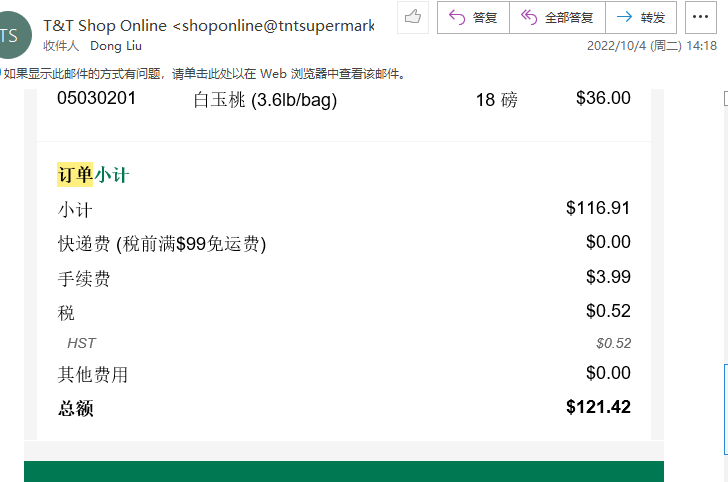 TS
T&T Shop Online <shoponline@tntsupermark
收件人 Dong Liu
答复 全部答复 转发
2022/10/4 (周二) 14:18
如果显示此邮件的方式有问题，请单击此处以在 Web 浏览器中查看该邮件。
05030201 白玉桃 (3.6lb/bag) 18 磅 $36.00
订单小计
小计 $116.91
快递费 (稅前满$99免运费) $0.00
手续费 $3.99
税 $0.52
HST $0.52
其他费用 $0.00
总额 $121.42